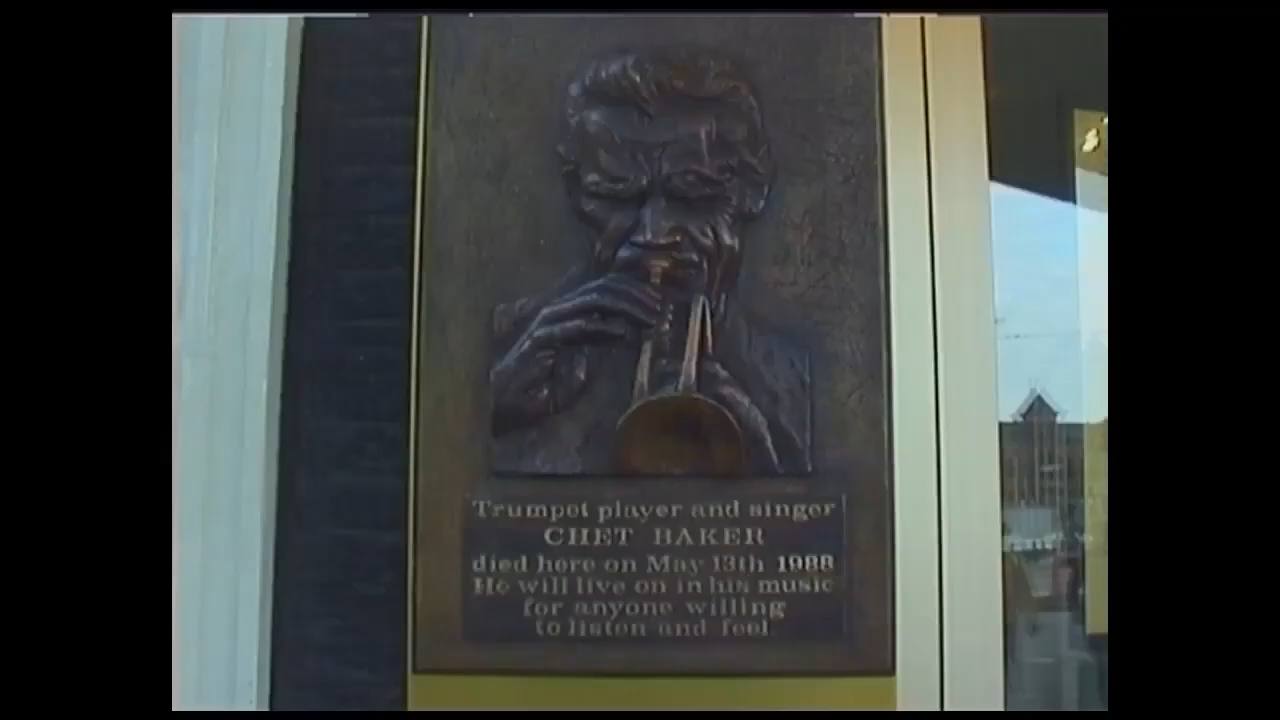 Trumpet player and singer
CHET BAKER
died here on May 13th 1988
He will live on in his music
for anyone willing
to listen and feel